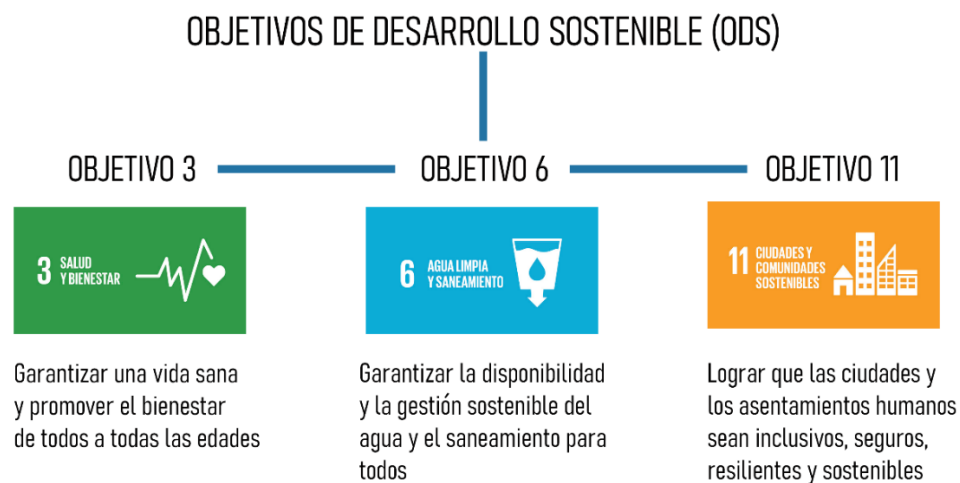 OBJETIVOS DE DESARROLLO SOSTENIBLE (ODS)
OBJETIVO 3
OBJETIVO 6
OBJETIVO 11
3 SALUD
Y BIENESTAR
6 AGUA LIMPIA
Y SANEAMIENTO
11 CIUDADES Y
COMUNIDADES
SOSTENIBLES
Garantizar una vida sana
y promover el bienestar
de todos a todas las edades
Garantizar la disponibilidad
y la gestión sostenible del
agua y el saneamiento para
todos
Lograr que las ciudades y
los asentamientos humanos
sean inclusivos, seguros,
resilientes y sostenibles